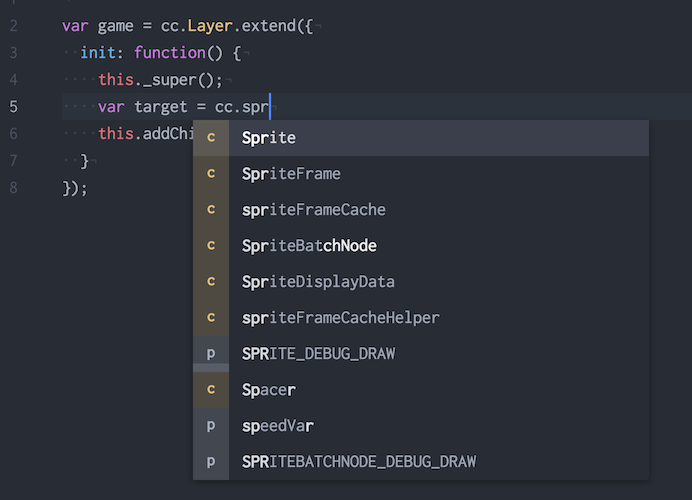 2 var game = cc.Layer.extend({
3 init: function() {
4 this._super();
5 var target = cc.spr
6 this.addChi
7 }
8 });
c Sprite
c SpriteFrame
c spriteFrameCache
c SpriteBatchNode
c SpriteDisplayData
c spriteFrameCacheHelper
p SPRITE_DEBUG_DRAW
c Spacer
p speedVar
p SPRITEBATCHNODE_DEBUG_DRAW